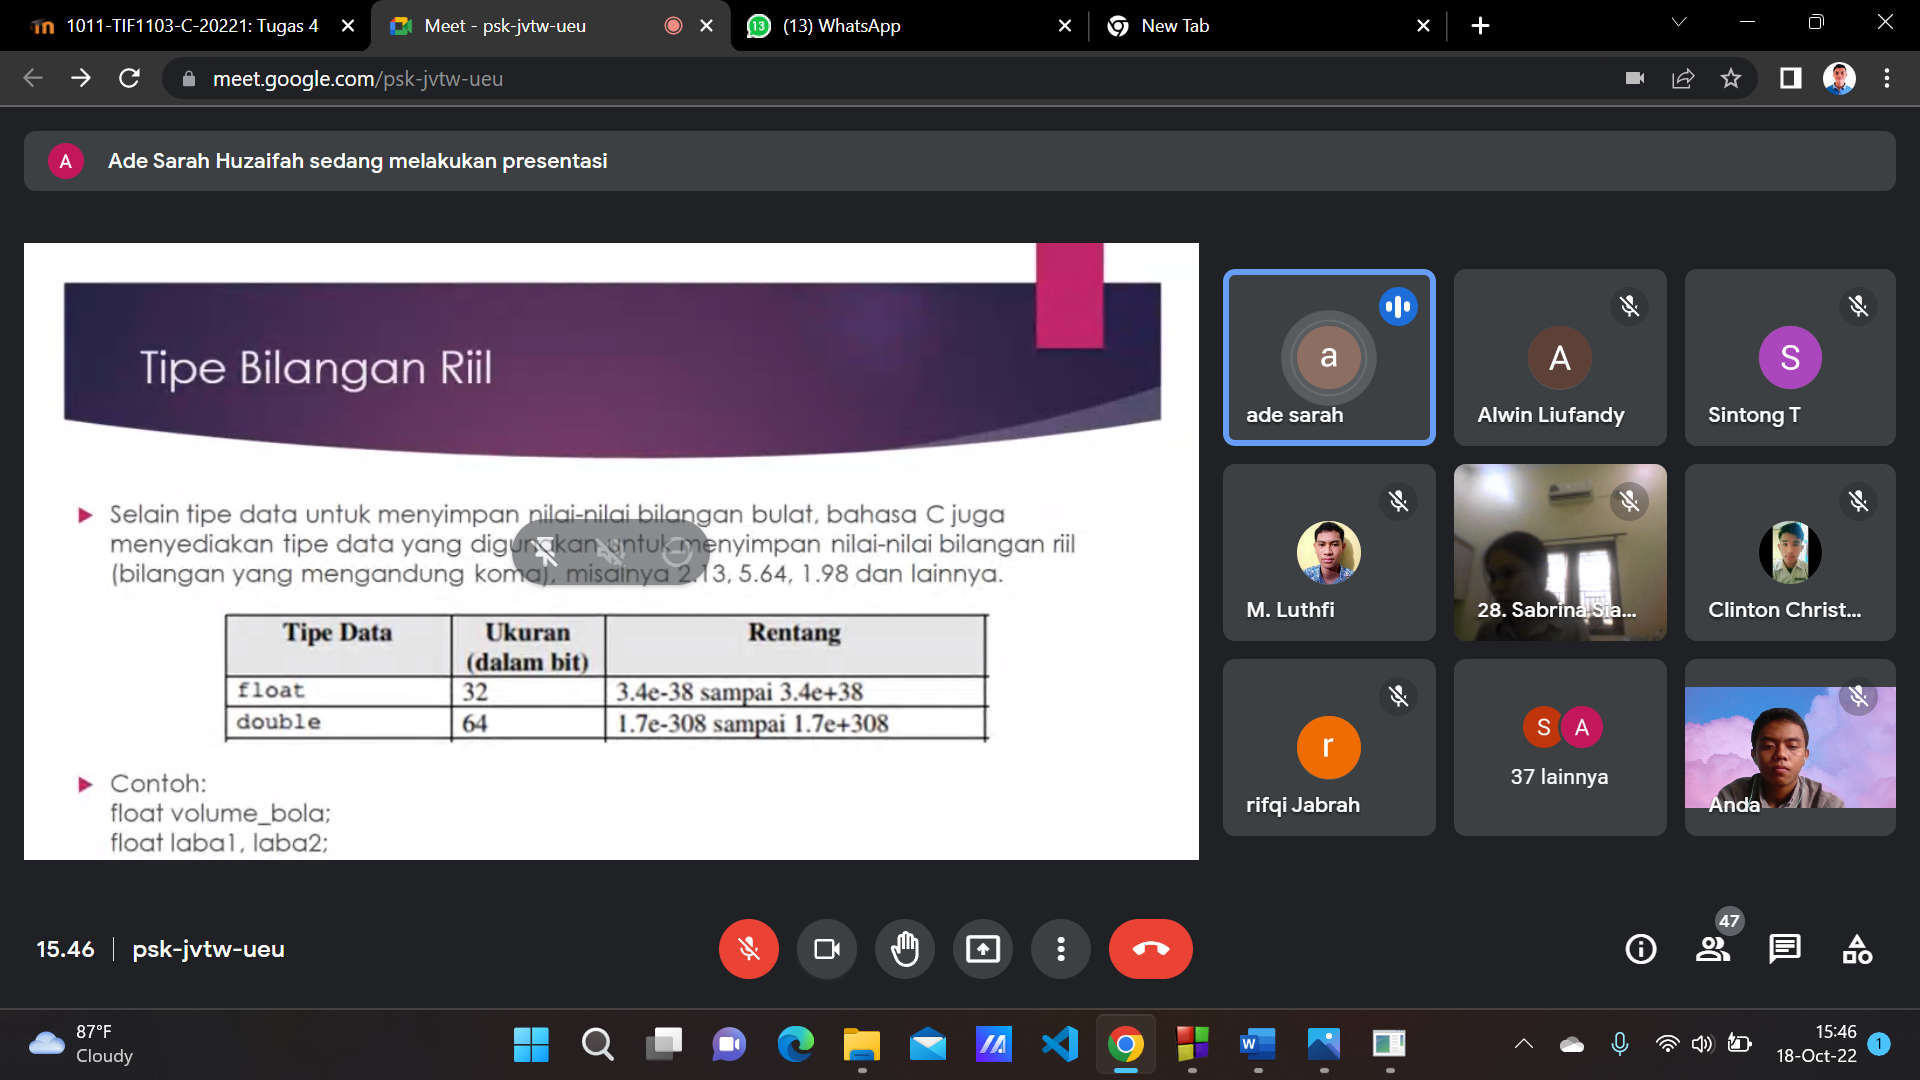 1011-TIF1103-C-20221: Tugas 4
Meet - psk-jvtw-ueu
(13) WhatsApp
New Tab
meet.google.com/psk-jvtw-ueu
A
Ade Sarah Huzaifah sedang melakukan presentasi
Tipe Bilangan Riil
Selain tipe data untuk menyimpan nilai-nilai bilangan bulat, bahasa C juga
menyediakan tipe data yang digunakan untuk menyimpan nilai-nilai bilangan riil
(bilangan yang mengandung koma), misalnya 2.13, 5.64, 1.98 dan lainnya.
Tipe Data Ukuran (dalam bit) Rentang
float 32 3.4e-38 sampai 3.4e+38
double 64 1.7e-308 sampai 1.7e+308
Contoh:
float volume_bola;
float laba1, laba2;
a
ade sarah
A
Alwin Liufandy
S
Sintong T
M. Luthfi
28. Sabrina Sia...
Clinton Christ...
r
rifqi Jabrah
S A
37 lainnya
Anda
15.46 | psk-jvtw-ueu
47
87°F
Cloudy
15:46
18-Oct-22
1